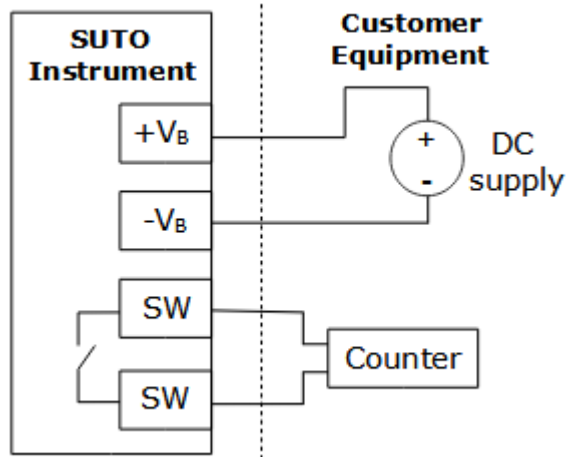 SUTO
Instrument
Customer
Equipment
+VB
+
-
DC
supply
-VB
SW
Counter
SW